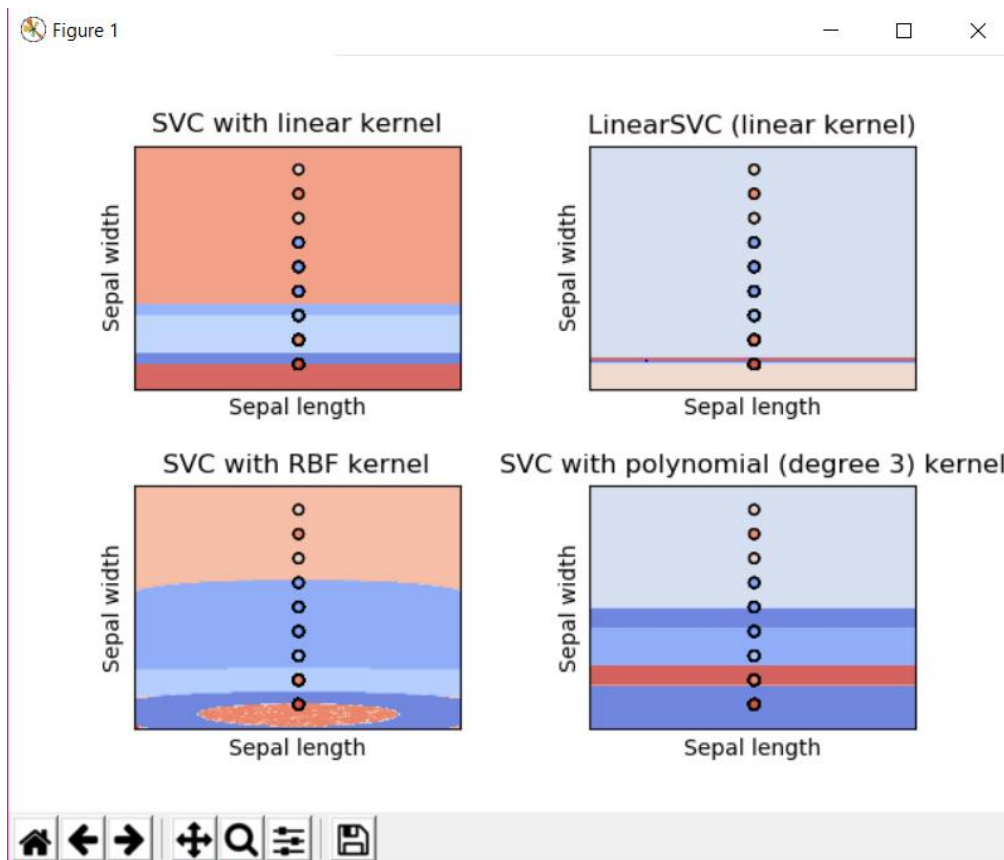 Figure 1
SVC with linear kernel
Sepal width
Sepal length
LinearSVC (linear kernel)
Sepal width
Sepal length
SVC with RBF kernel
Sepal width
Sepal length
SVC with polynomial (degree 3) kernel
Sepal width
Sepal length